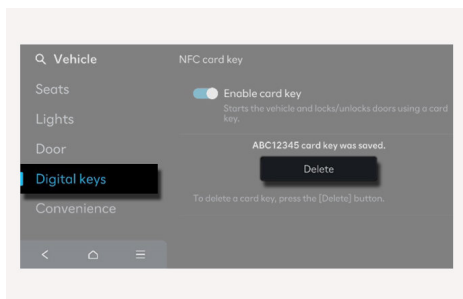 Vehicle
NFC card key
Seats
Enable card key
Starts the vehicle and locks/unlocks doors using a card
key.
Lights
Door
ABC12345 card key was saved.
Delete
Digital keys
To delete a card key, press the [Delete] button.
Convenience